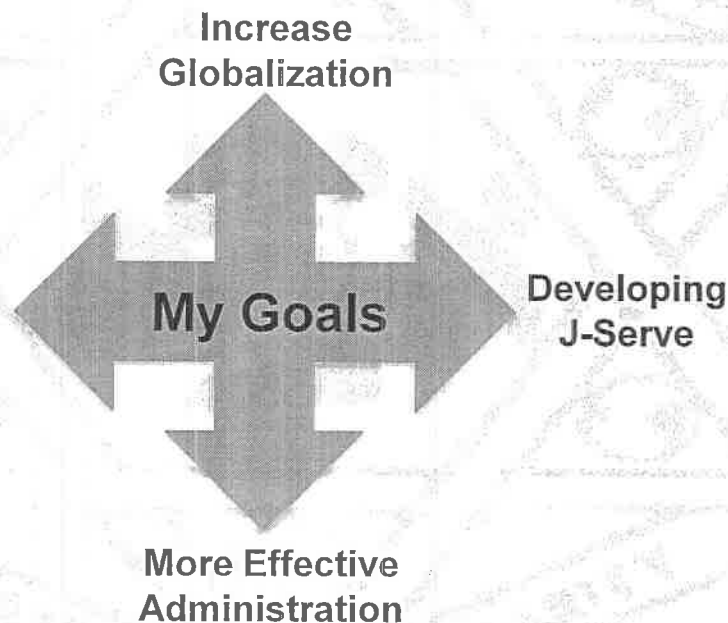 Increase
Globalization
My Goals
Developing
J-Serve
More Effective
Administration